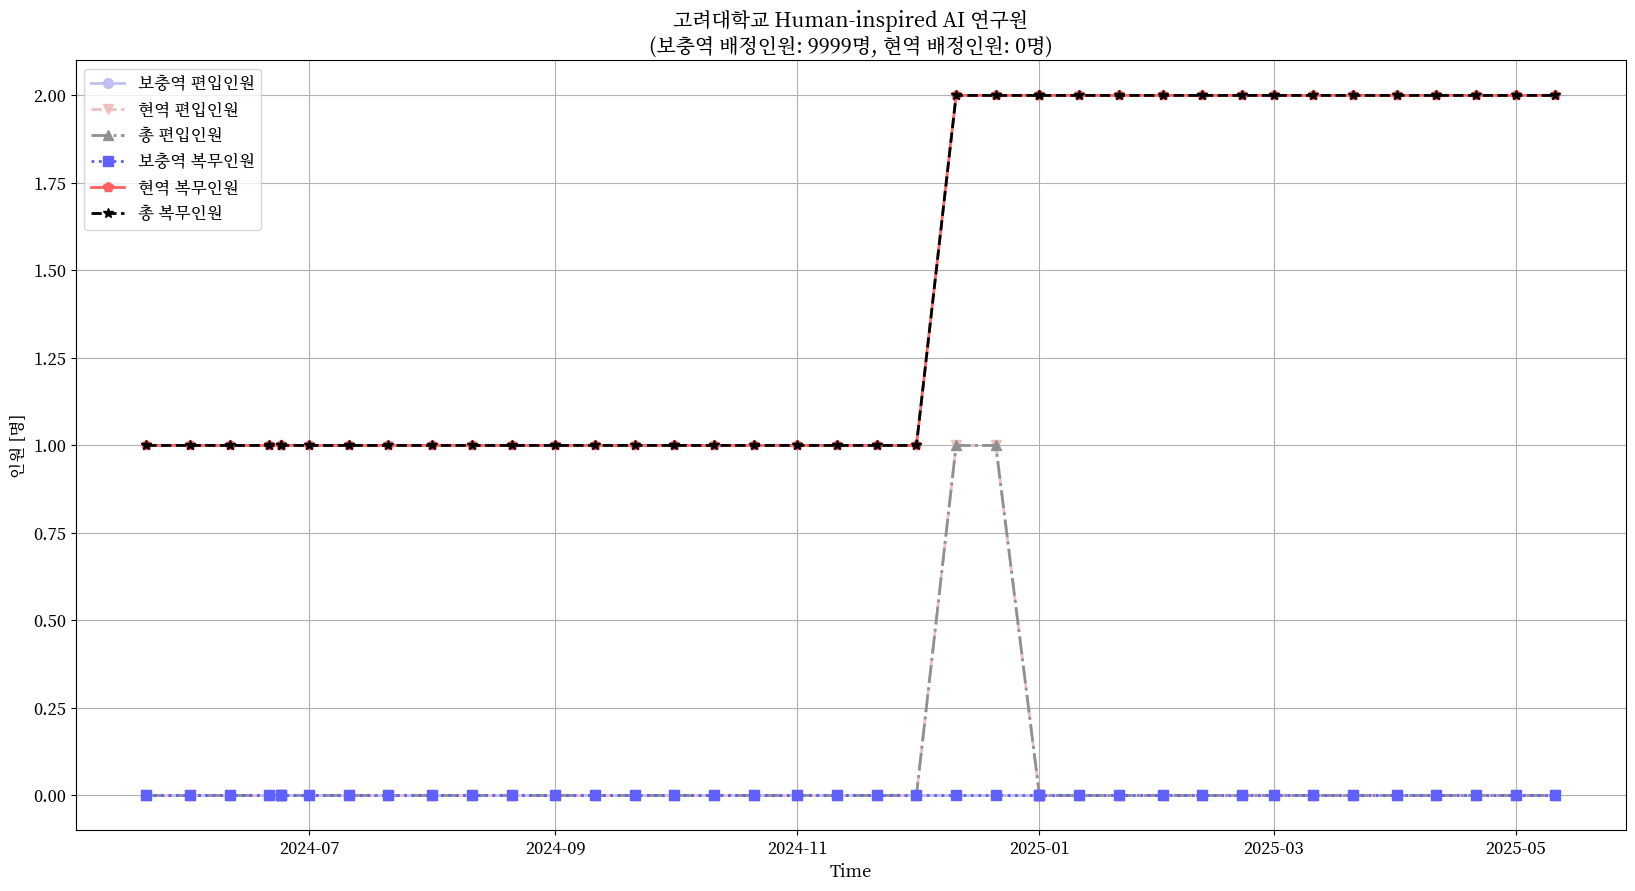 고려대학교 Human-inspired AI 연구원
(보충역 배정인원: 9999명, 현역 배정인원: 0명)
보충역 편입인원
현역 편입인원
총 편입인원
보충역 복무인원
현역 복무인원
총 복무인원
2.00
1.75
1.50
1.25
1.00
0.75
0.50
0.25
0.00
인원 [명]
2024-07
2024-09
2024-11
2025-01
2025-03
2025-05
Time